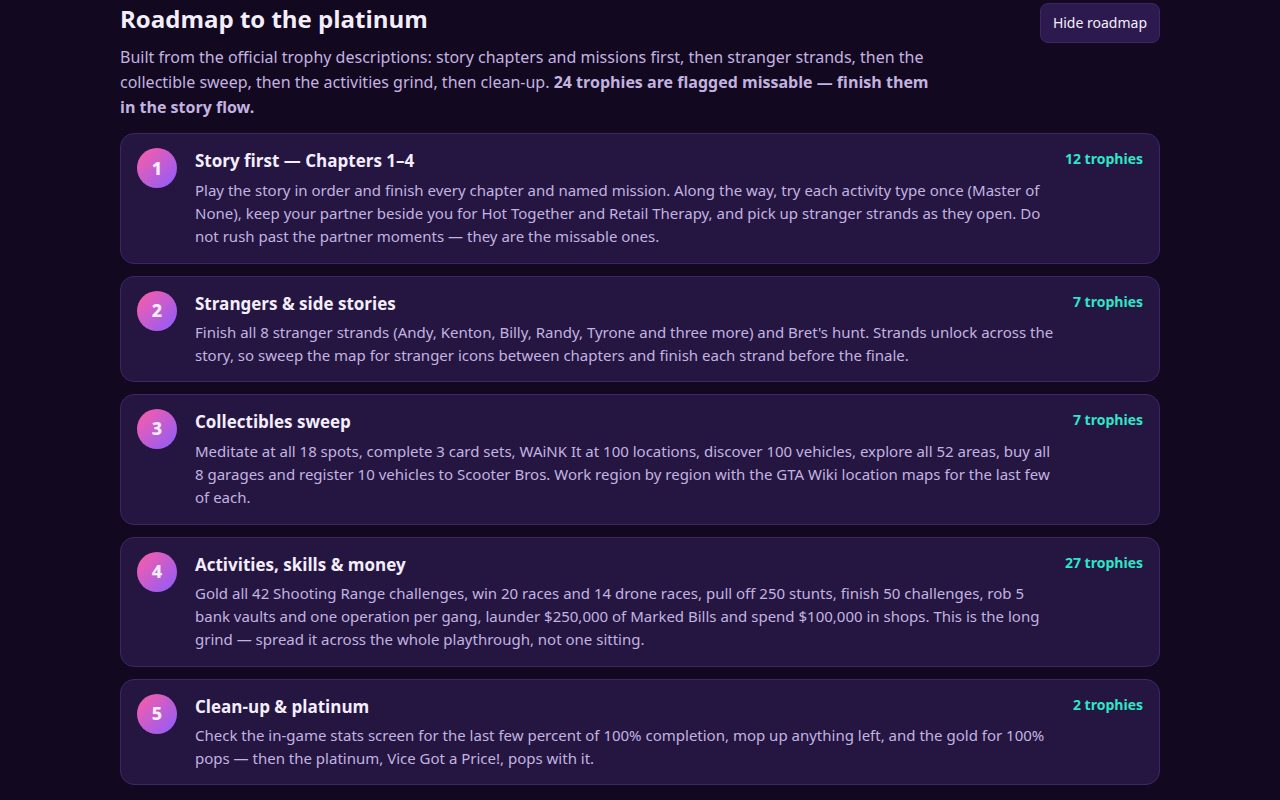 Roadmap to the platinum
Hide roadmap
Built from the official trophy descriptions: story chapters and missions first, then stranger strands, then the
collectible sweep, then the activities grind, then clean-up. 24 trophies are flagged missable — finish them
in the story flow.
1
Story first — Chapters 1–4
12 trophies
Play the story in order and finish every chapter and named mission. Along the way, try each activity type once (Master of
None), keep your partner beside you for Hot Together and Retail Therapy, and pick up stranger strands as they open. Do
not rush past the partner moments — they are the missable ones.
2
Strangers & side stories
7 trophies
Finish all 8 stranger strands (Andy, Kenton, Billy, Randy, Tyrone and three more) and Bret's hunt. Strands unlock across the
story, so sweep the map for stranger icons between chapters and finish each strand before the finale.
3
Collectibles sweep
7 trophies
Meditate at all 18 spots, complete 3 card sets, WAiNK It at 100 locations, discover 100 vehicles, explore all 52 areas, buy all
8 garages and register 10 vehicles to Scooter Bros. Work region by region with the GTA Wiki location maps for the last few
of each.
4
Activities, skills & money
27 trophies
Gold all 42 Shooting Range challenges, win 20 races and 14 drone races, pull off 250 stunts, finish 50 challenges, rob 5
bank vaults and one operation per gang, launder $250,000 of Marked Bills and spend $100,000 in shops. This is the long
grind — spread it across the whole playthrough, not one sitting.
5
Clean-up & platinum
2 trophies
Check the in-game stats screen for the last few percent of 100% completion, mop up anything left, and the gold for 100%
pops — then the platinum, Vice Got a Price!, pops with it.